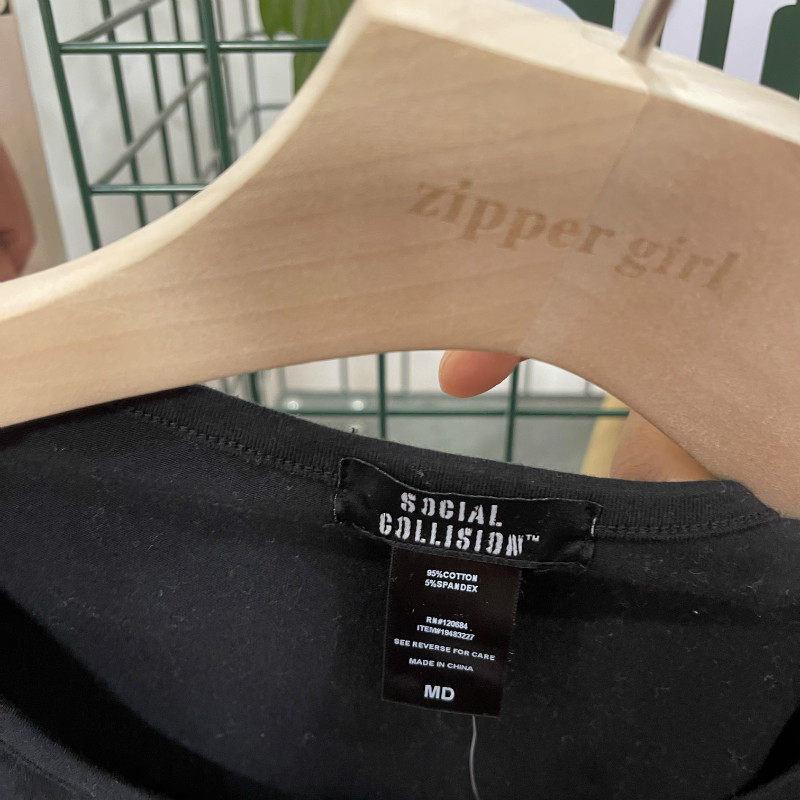 zipper girl
SOCIAL
COLLISION™
95%COTTON
5%SPANDEX
RN#120684
ITEM#19483227
SEE REVERSE FOR CARE
MADE IN CHINA
MD